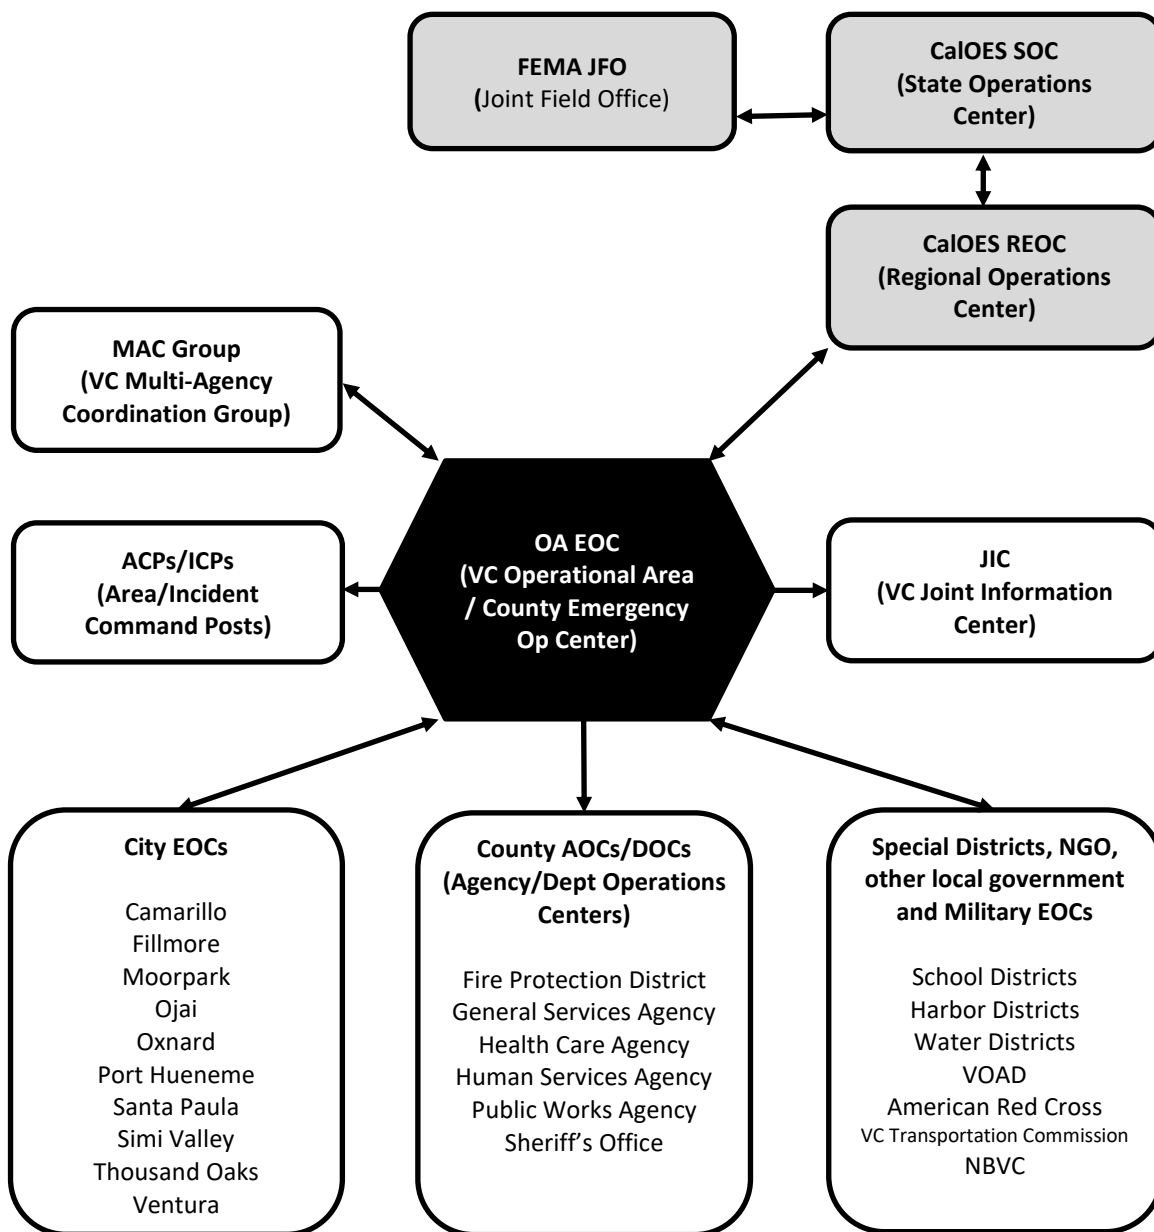 FEMA JFO
(Joint Field Office)
CalOES SOC
(State Operations
Center)
CalOES REOC
(Regional Operations
Center)
MAC Group
(VC Multi-Agency
Coordination Group)
ACPs/ICPs
(Area/Incident
Command Posts)
OA EOC
(VC Operational Area
/ County Emergency
Op Center)
JIC
(VC Joint Information
Center)
City EOCs
Camarillo
Fillmore
Moorpark
Ojai
Oxnard
Port Hueneme
Santa Paula
Simi Valley
Thousand Oaks
Ventura
County AOCs/DOCs
(Agency/Dept Operations
Centers)
Fire Protection District
General Services Agency
Health Care Agency
Human Services Agency
Public Works Agency
Sheriff’s Office
Special Districts, NGO,
other local government
and Military EOCs
School Districts
Harbor Districts
Water Districts
VOAD
American Red Cross
VC Transportation Commission
NBVC